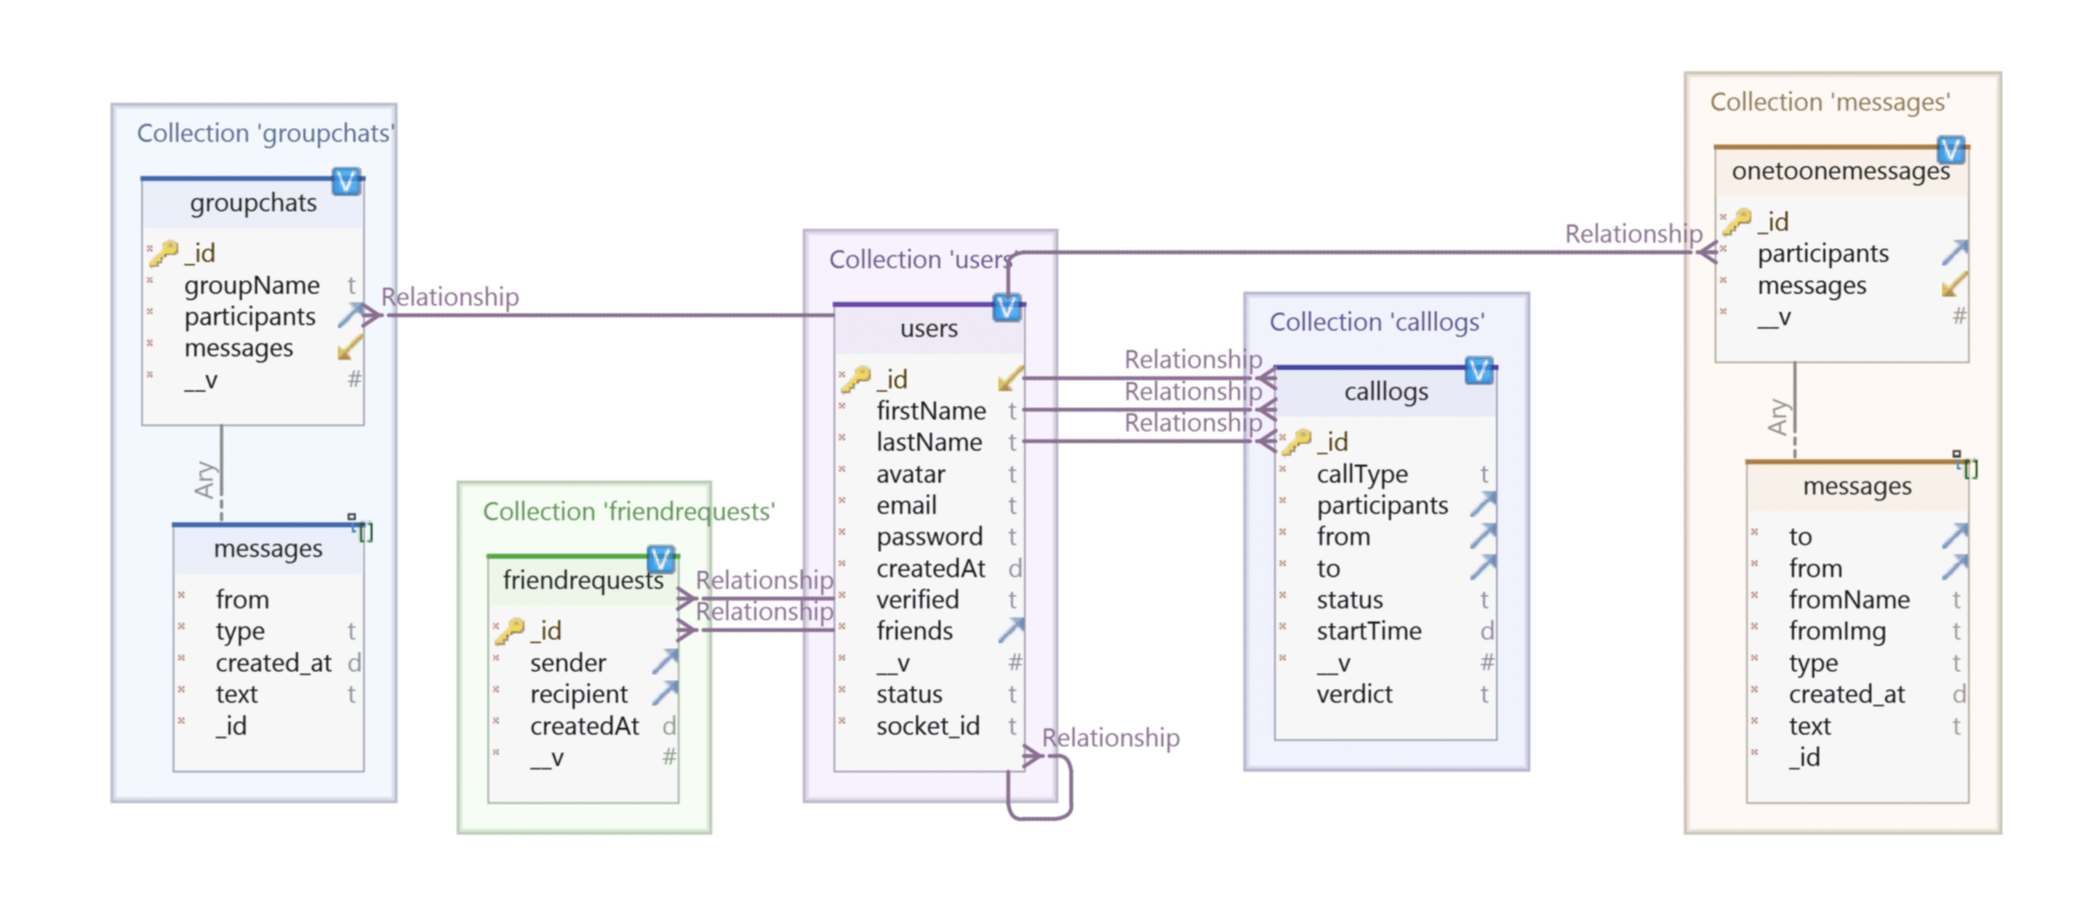 Collection 'groupchats'
groupchats
_id
groupName t
participants
messages
__v #
Relationship
Ary
messages
from
type t
created_at d
text t
_id
Collection 'friendrequests'
friendrequests
_id
sender
recipient
createdAt d
__v #
Relationship
Relationship
Collection 'users'
users
_id
firstName t
lastName t
avatar t
email t
password t
createdAt d
verified t
friends
__v #
status t
socket_id t
Relationship
Relationship
Relationship
Relationship
Collection 'calllogs'
calllogs
_id
callType t
participants
from
to
status t
startTime d
__v #
verdict t
Relationship
Collection 'messages'
onetoonemessages
_id
participants
messages
__v #
Ary
messages
to
from
fromName t
fromImg t
type t
created_at d
text t
_id